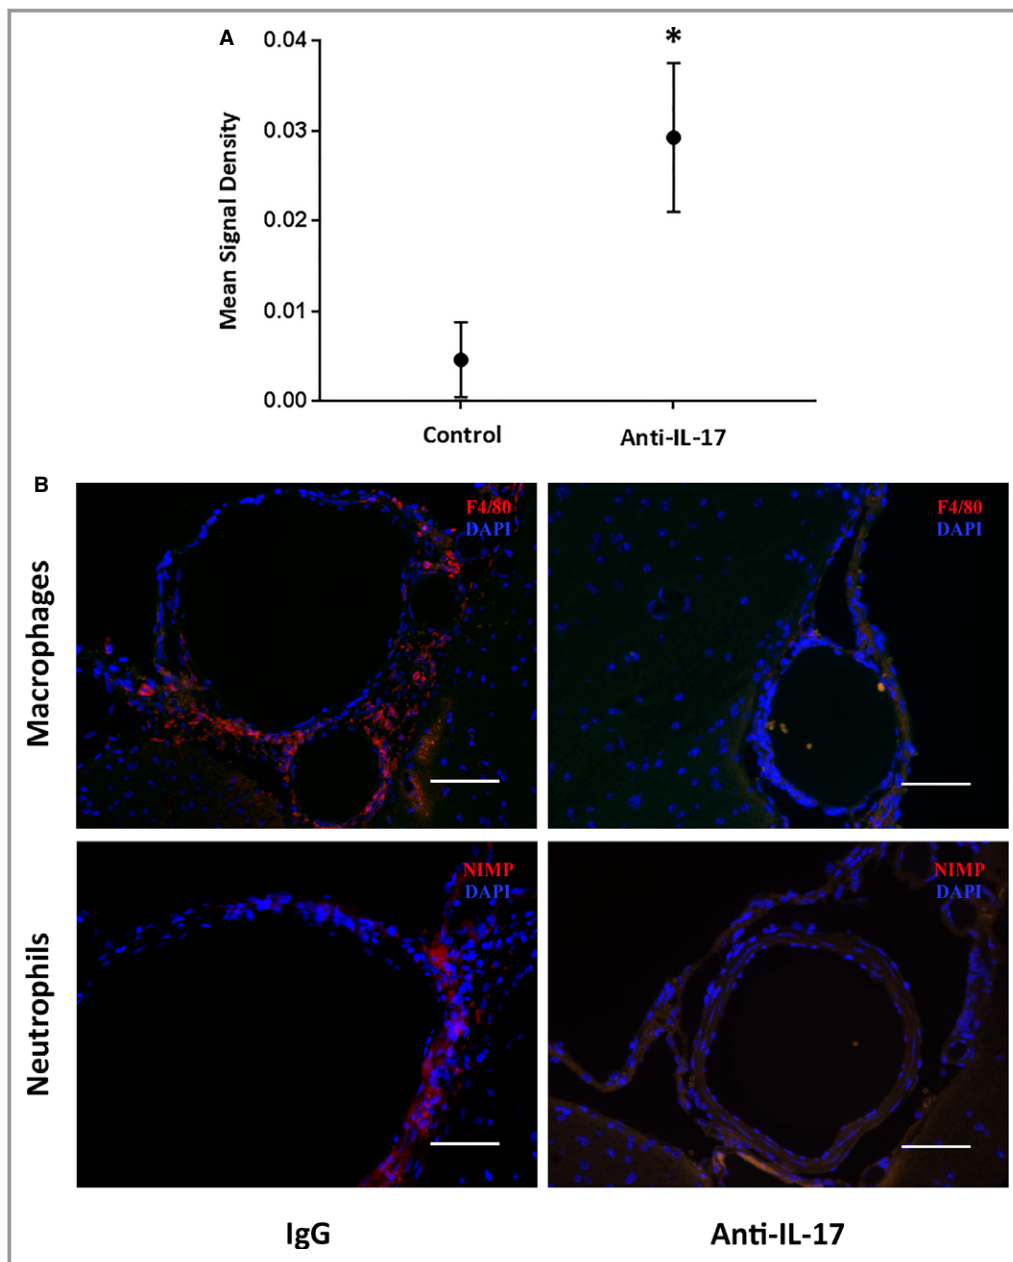 A
0.04
*
0.03
0.02
0.01
0.00
Mean Signal Density
Control
Anti-IL-17
B
Macrophages
F4/80
DAPI
F4/80
DAPI
Neutrophils
NIMP
DAPI
NIMP
DAPI
IgG
Anti-IL-17